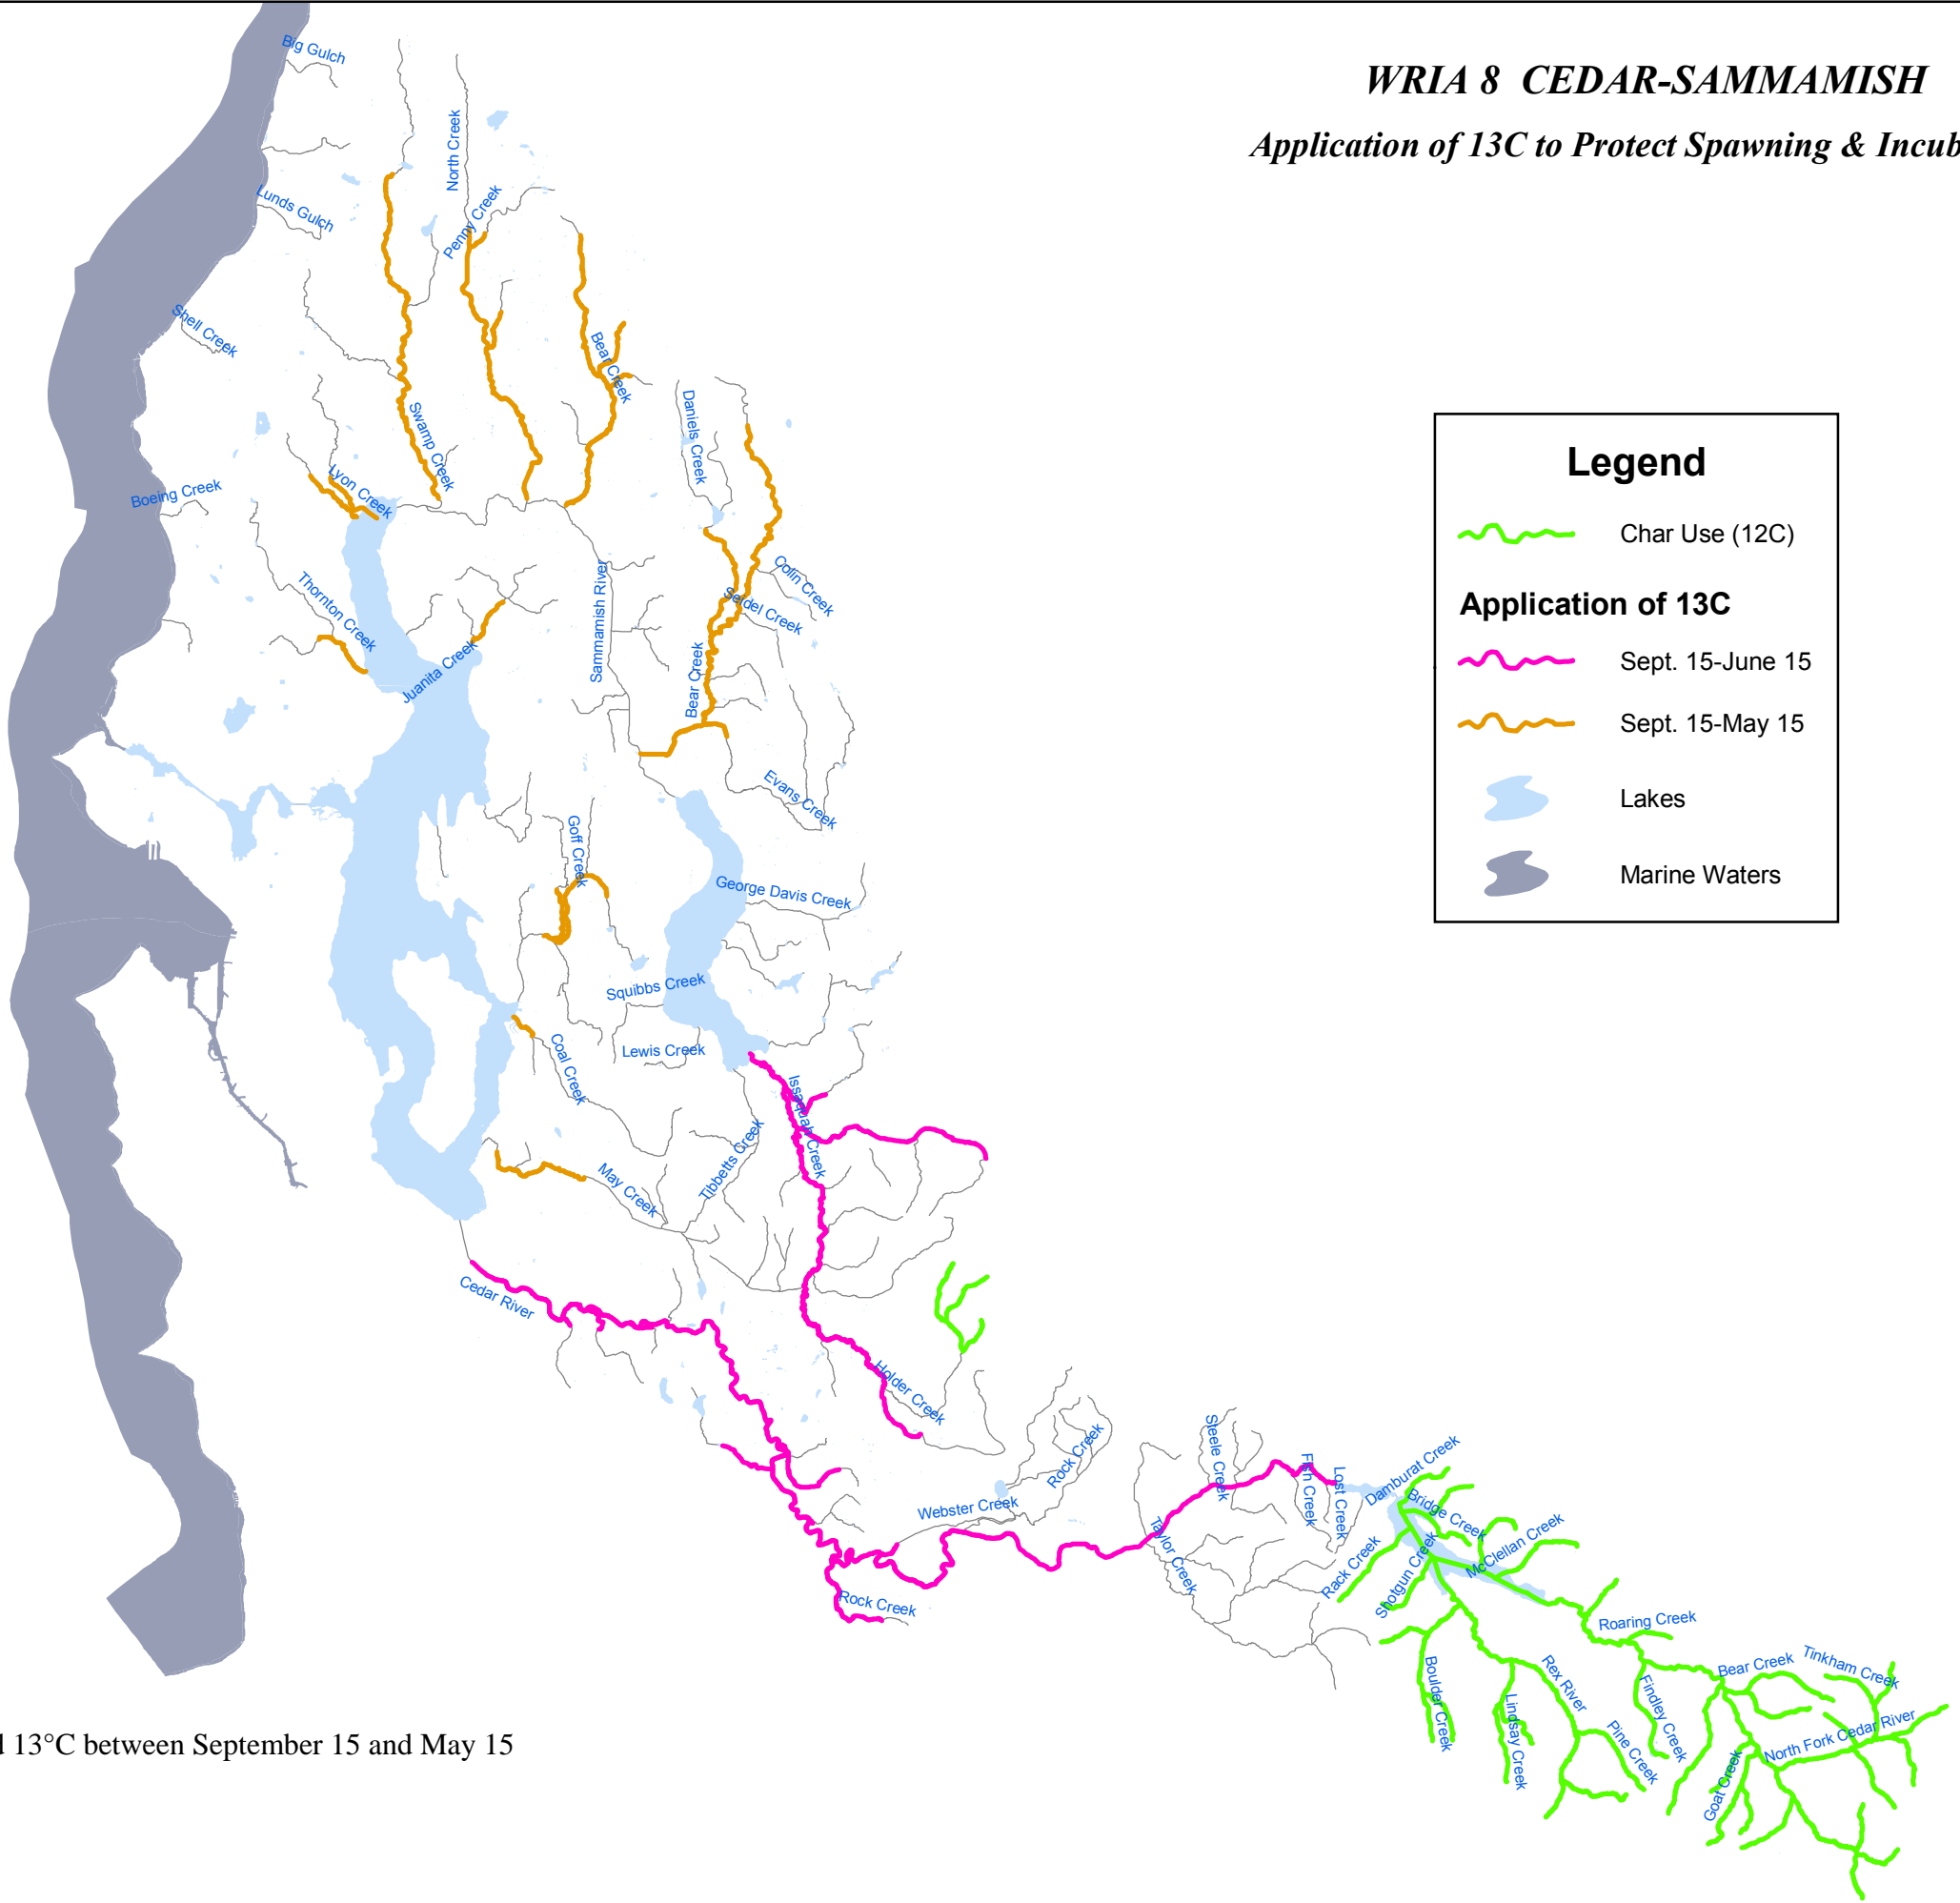 WRIA 8 CEDAR-SAMMAMISH
Application of 13C to Protect Spawning & Incub
Big Gulch
North Creek
Lunds Gulch
Penny Creek
Shell Creek
Bear Creek
Daniels Creek
Swamp Creek
Lyon Creek
Boeing Creek
Colin Creek
Thornton Creek
Sammamish River
Seidel Creek
Juanita Creek
Bear Creek
Evans Creek
Goff Creek
George Davis Creek
Squibbs Creek
Lewis Creek
Coal Creek
Issaquah Creek
Tibbetts Creek
May Creek
Cedar River
Holder Creek
Rock Creek
Webster Creek
Steele Creek
Fish Creek
Lost Creek
Damburat Creek
Bridge Creek
McClellan Creek
Taylor Creek
Rack Creek
Shotgun Creek
Rock Creek
Roaring Creek
Boulder Creek
Rex River
Lindsay Creek
Pine Creek
Findley Creek
Bear Creek
Tinkham Creek
North Fork Cedar River
Goat Creek
Legend
Char Use (12C)
Application of 13C
Sept. 15-June 15
Sept. 15-May 15
Lakes
Marine Waters
13°C between September 15 and May 15